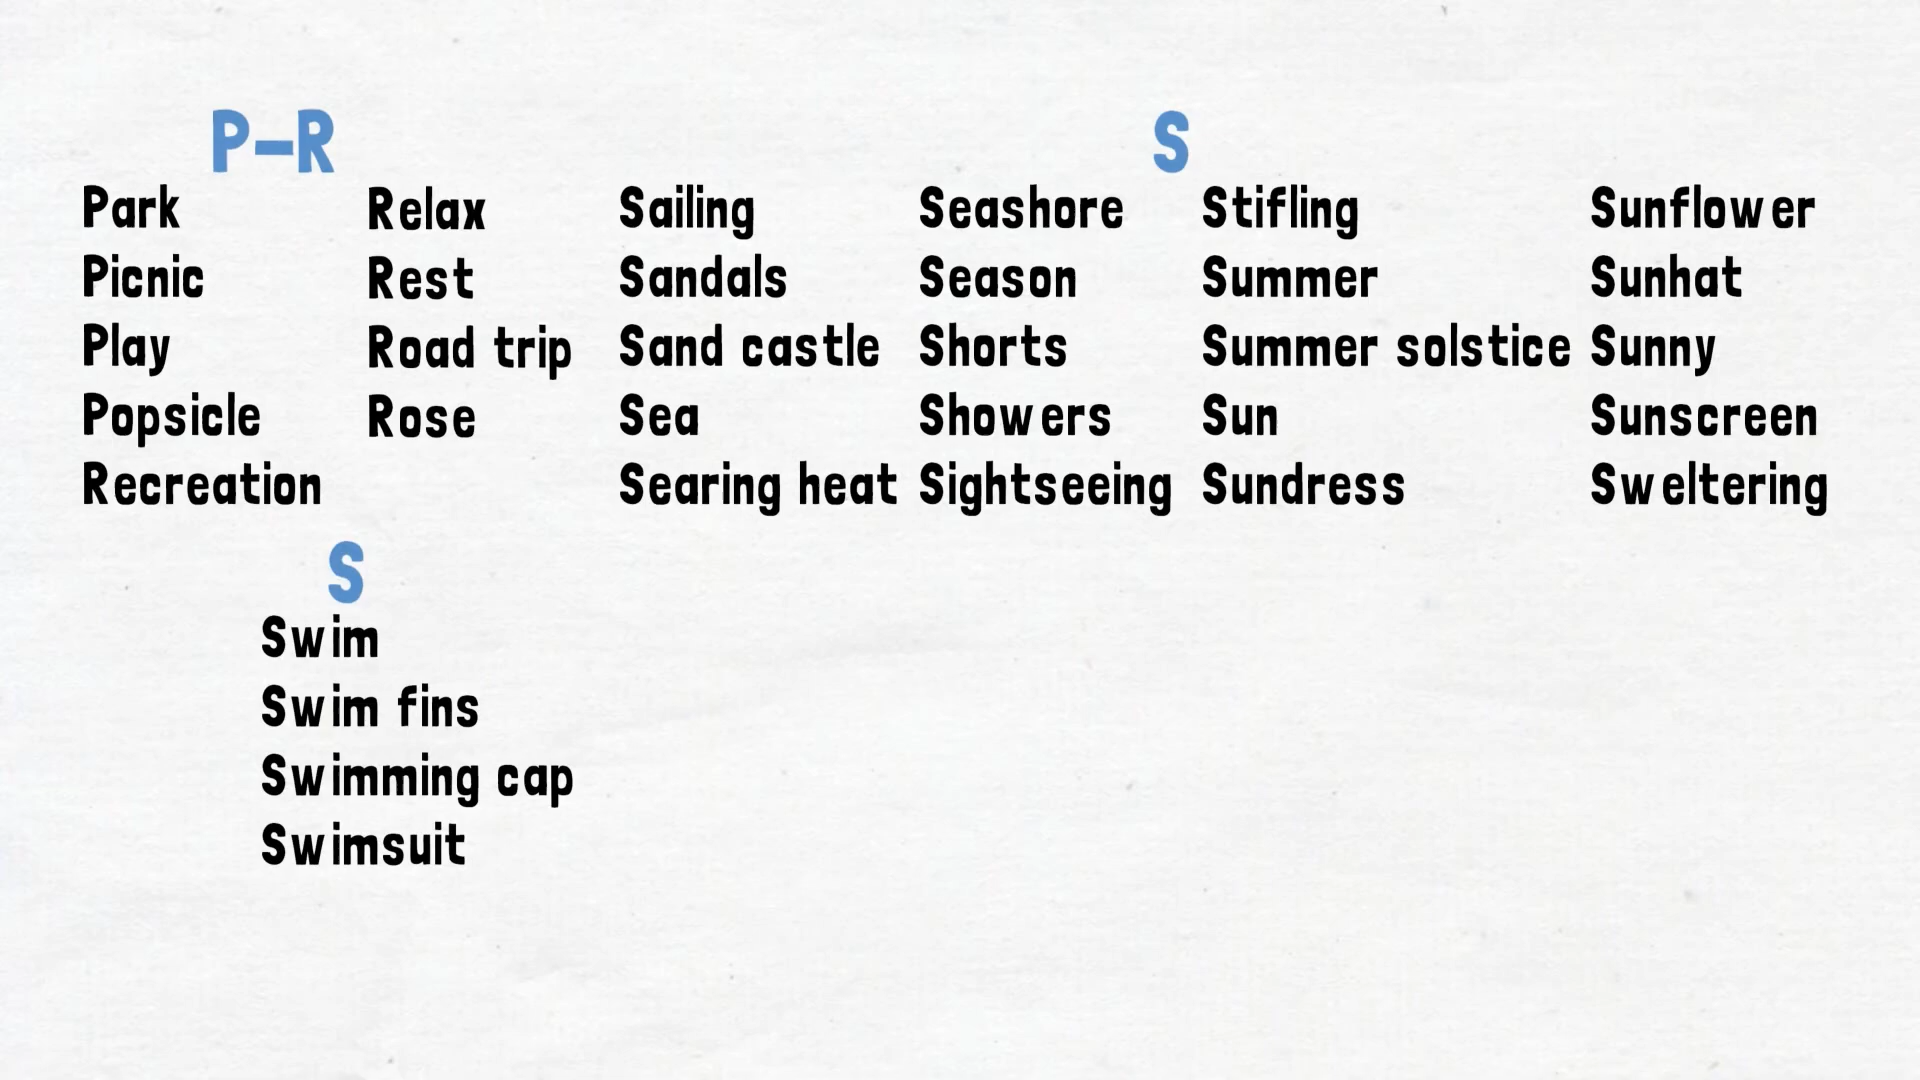 P-R
Park
Picnic
Play
Popsicle
Recreation
Relax
Rest
Road trip
Rose
S
Sailing
Sandals
Sand castle
Sea
Searing heat
Seashore
Season
Shorts
Showers
Sightseeing
Stifling
Summer
Summer solstice
Sun
Sundress
Sunflower
Sunhat
Sunny
Sunscreen
Sweltering
S
Swim
Swim fins
Swimming cap
Swimsuit